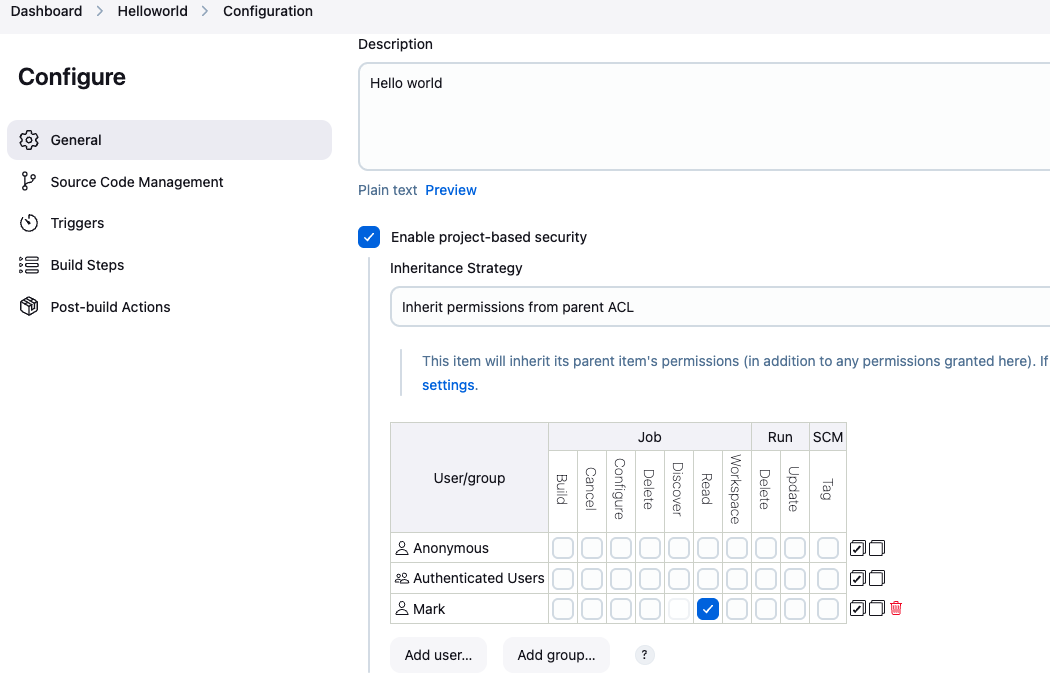 Dashboard > Helloworld > Configuration
Configure
General
Source Code Management
Triggers
Build Steps
Post-build Actions
Description
Hello world
Plain text Preview
Enable project-based security
Inheritance Strategy
Inherit permissions from parent ACL
This item will inherit its parent item's permissions (in addition to any permissions granted here). If
settings.
User/group
Job Run SCM
Build Cancel Configure Delete Discover Read Workspace Delete Update Tag
Anonymous
Authenticated Users
Mark
Add user... Add group... ?